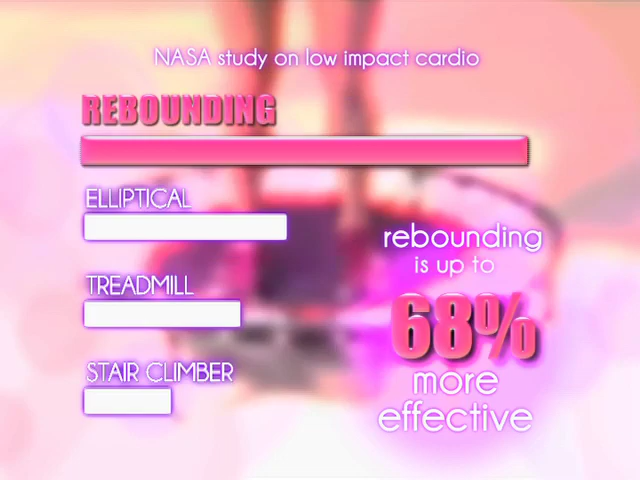 NASA study on low impact cardio
REBOUNDING
ELLIPTICAL
TREADMILL
STAIR CLIMBER
rebounding
is up to
68%
more
effective